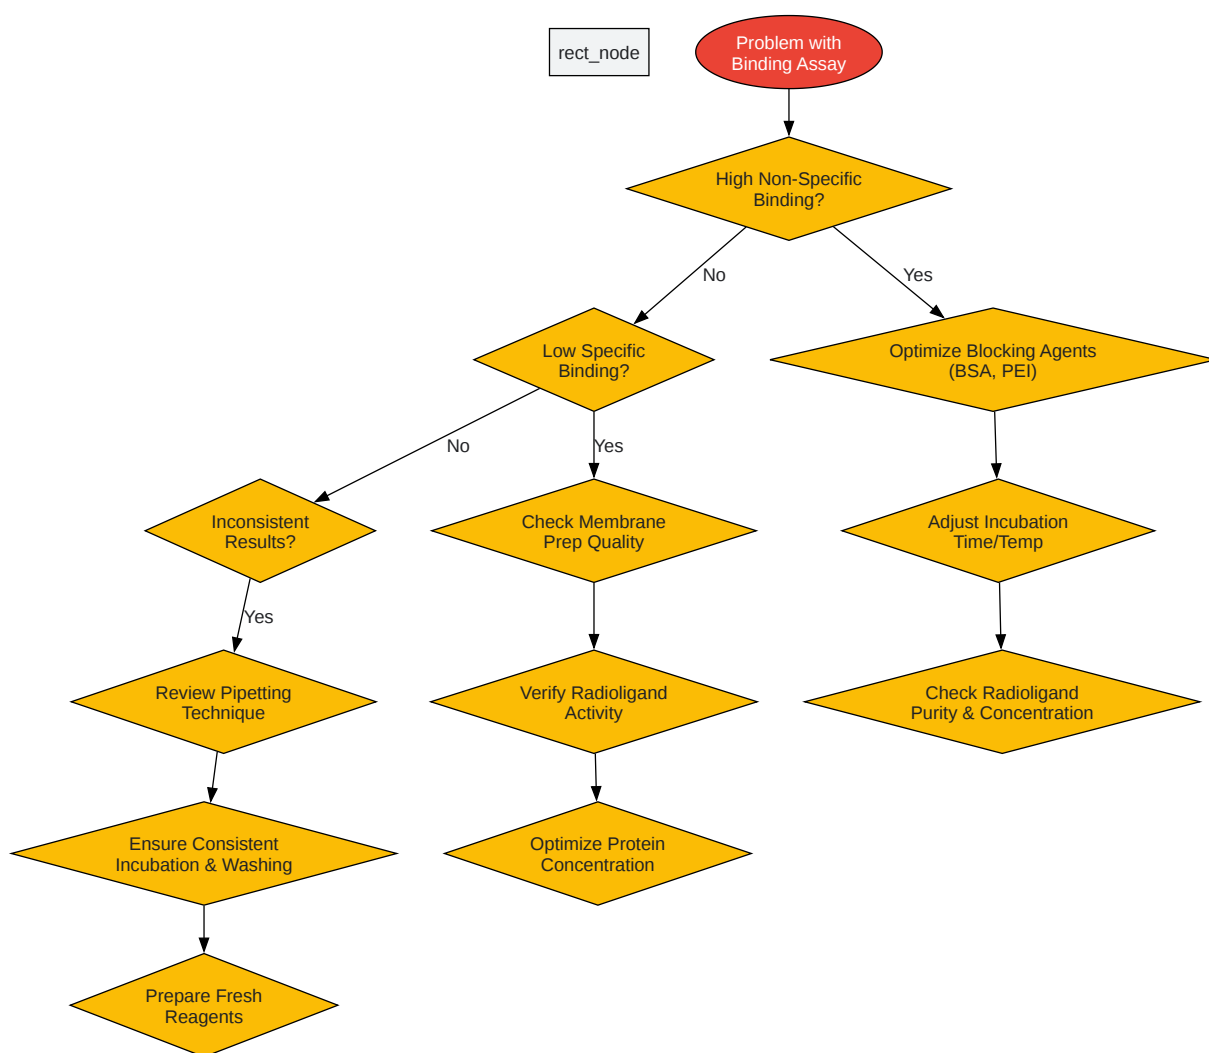 rect_node
Problem with
Binding Assay
High Non-Specific
Binding?
No
Yes
Low Specific
Binding?
Optimize Blocking Agents
(BSA, PEI)
No
Yes
Inconsistent
Results?
Check Membrane
Prep Quality
Adjust Incubation
Time/Temp
Yes
Review Pipetting
Technique
Verify Radioligand
Activity
Check Radioligand
Purity & Concentration
Ensure Consistent
Incubation & Washing
Optimize Protein
Concentration
Prepare Fresh
Reagents